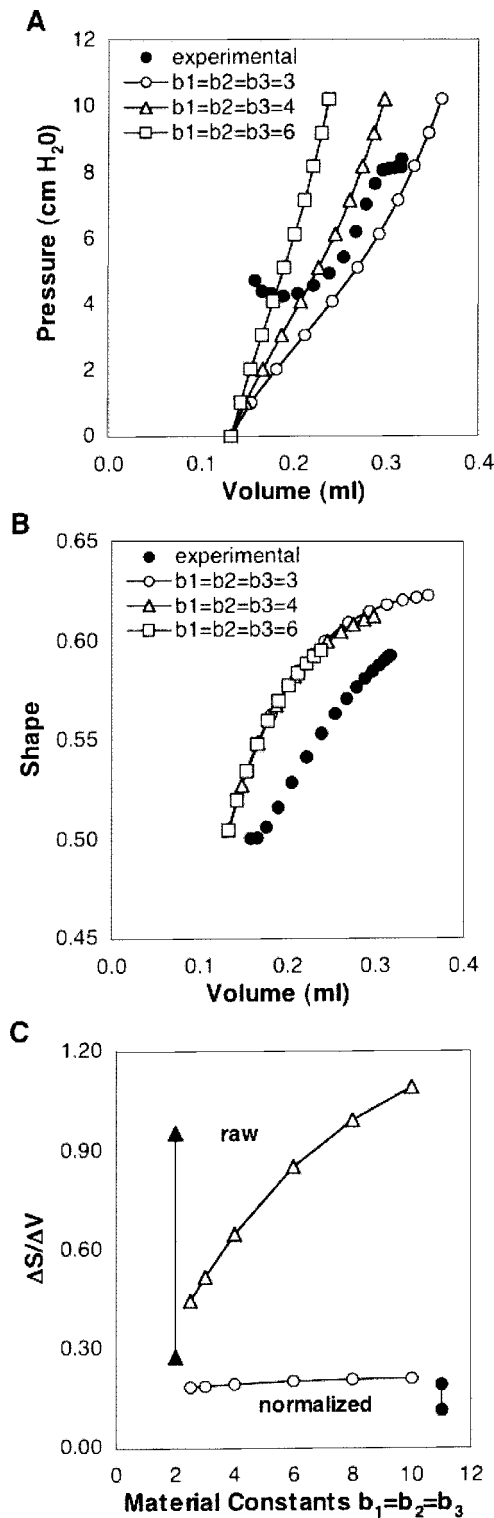 A
12
10
8
6
4
2
0
Pressure (cm H₂0)
experimental
b1=b2=b3=3
b1=b2=b3=4
b1=b2=b3=6
0.0 0.1 0.2 0.3 0.4
Volume (ml)
B
0.65
0.60
0.55
0.50
0.45
Shape
experimental
b1=b2=b3=3
b1=b2=b3=4
b1=b2=b3=6
0.0 0.1 0.2 0.3 0.4
Volume (ml)
C
1.20
0.90
0.60
0.30
0.00
ΔS/ΔV
raw
normalized
0 2 4 6 8 10 12
Material Constants b₁=b₂=b₃